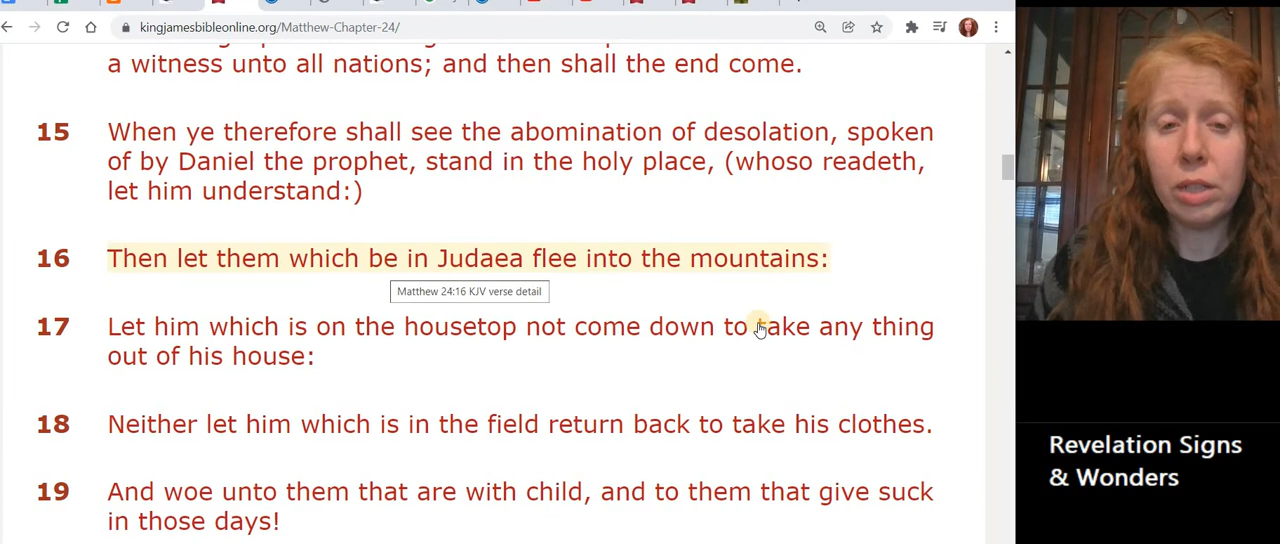 kingjamesbibleonline.org/Matthew-Chapter-24/
a witness unto all nations; and then shall the end come.
15 When ye therefore shall see the abomination of desolation, spoken
of by Daniel the prophet, stand in the holy place, (whoso readeth,
let him understand:)
16 Then let them which be in Judaea flee into the mountains:
Matthew 24:16 KJV verse detail
17 Let him which is on the housetop not come down to take any thing
out of his house:
18 Neither let him which is in the field return back to take his clothes.
19 And woe unto them that are with child, and to them that give suck
in those days!
Revelation Signs
& Wonders